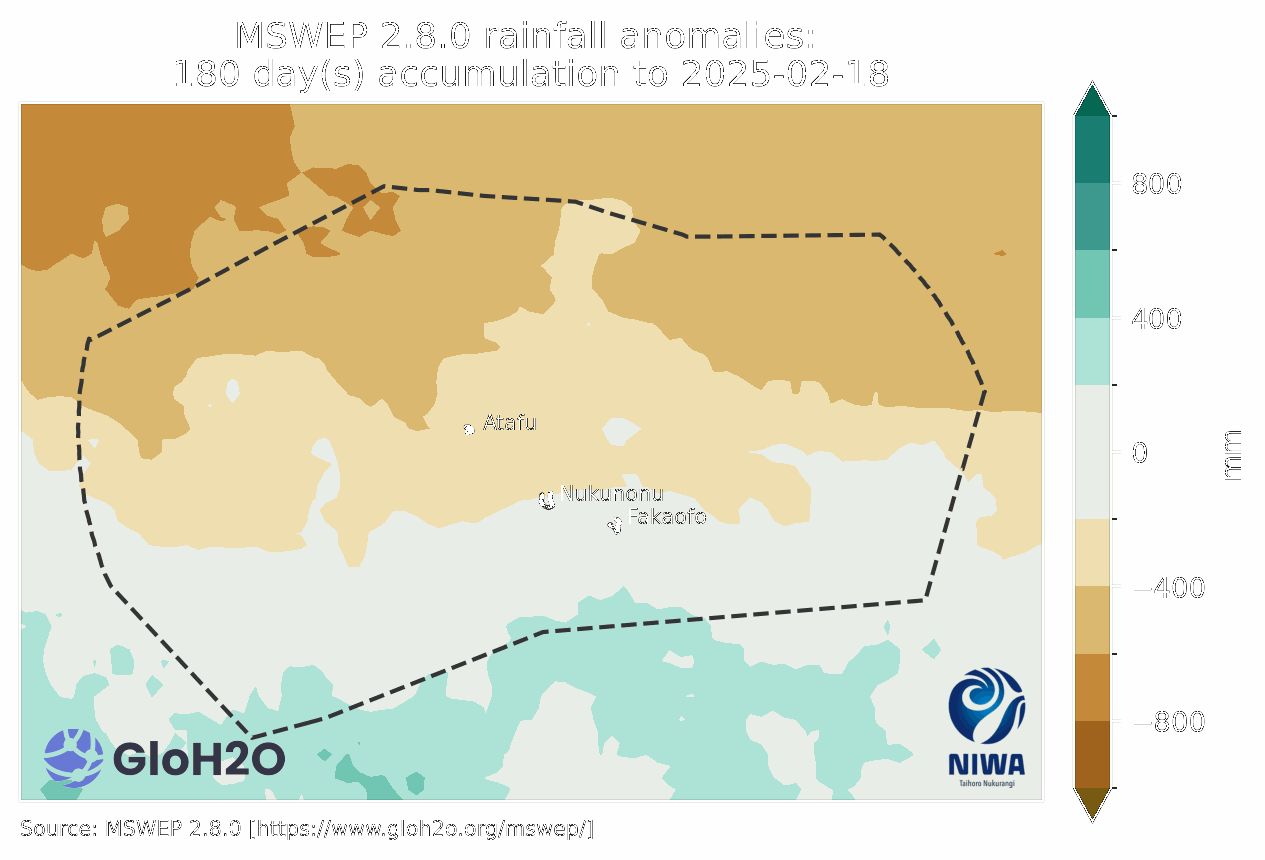 MSWEP 2.8.0 rainfall anomalies:
180 day(s) accumulation to 2025-02-18
800
400
0
−400
−800
mm
Atafu
Nukunonu
Fakaofo
GloH2O
NIWA
Taihoro Nukurangi
Source: MSWEP 2.8.0 [https://www.gloh2o.org/mswep/]